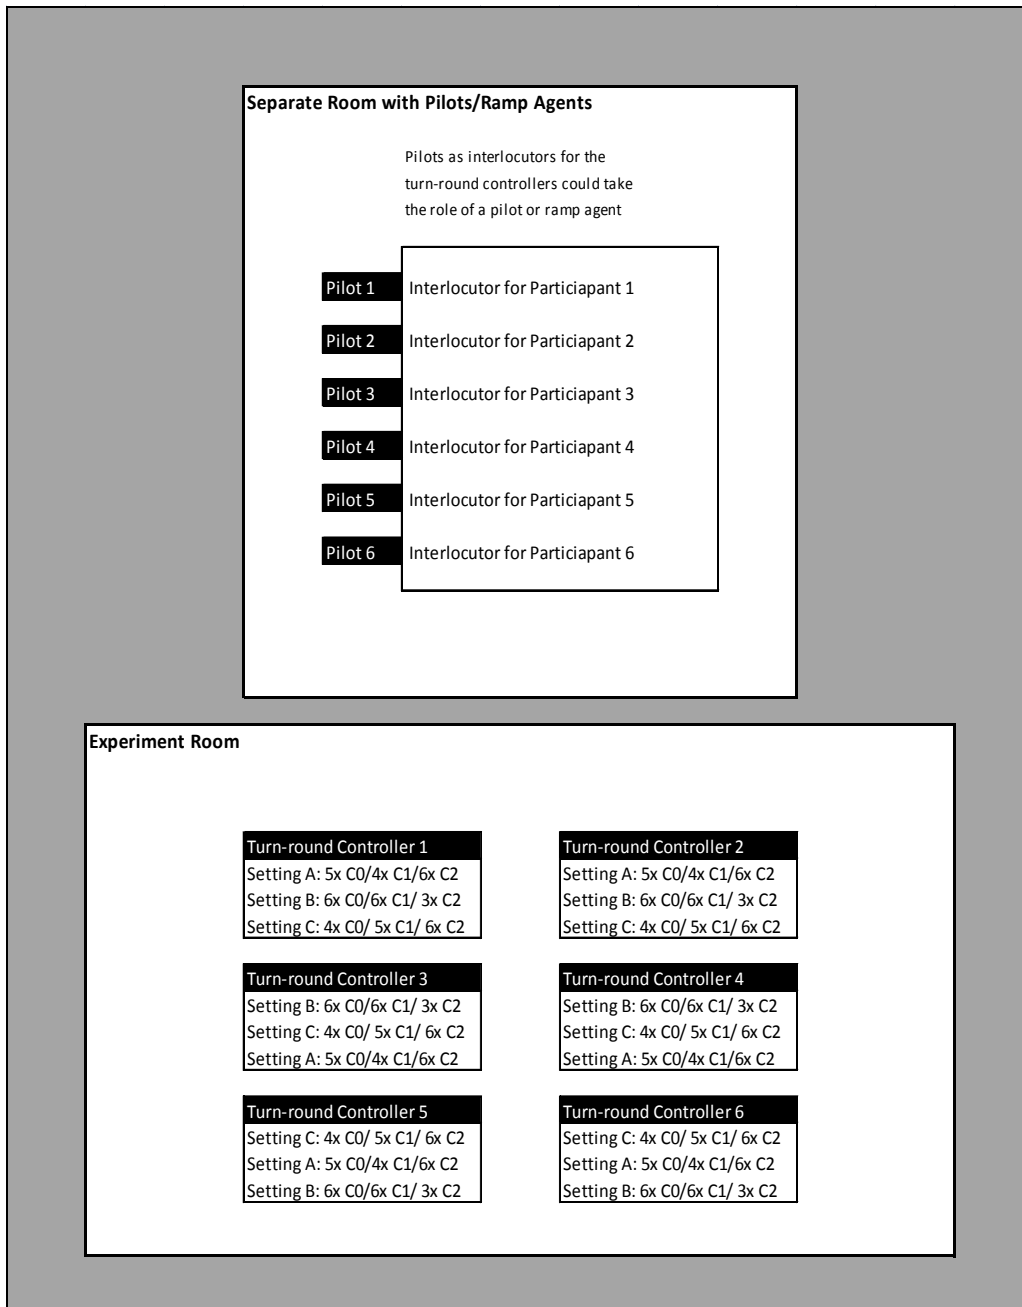 Separate Room with Pilots/Ramp Agents
Pilots as interlocutors for the
turn-round controllers could take
the role of a pilot or ramp agent
Pilot 1 Interlocutor for Particiapant 1
Pilot 2 Interlocutor for Particiapant 2
Pilot 3 Interlocutor for Particiapant 3
Pilot 4 Interlocutor for Particiapant 4
Pilot 5 Interlocutor for Particiapant 5
Pilot 6 Interlocutor for Particiapant 6
Experiment Room
Turn-round Controller 1
Setting A: 5x C0/4x C1/6x C2
Setting B: 6x C0/6x C1/ 3x C2
Setting C: 4x C0/ 5x C1/ 6x C2
Turn-round Controller 2
Setting A: 5x C0/4x C1/6x C2
Setting B: 6x C0/6x C1/ 3x C2
Setting C: 4x C0/ 5x C1/ 6x C2
Turn-round Controller 3
Setting B: 6x C0/6x C1/ 3x C2
Setting C: 4x C0/ 5x C1/ 6x C2
Setting A: 5x C0/4x C1/6x C2
Turn-round Controller 4
Setting B: 6x C0/6x C1/ 3x C2
Setting C: 4x C0/ 5x C1/ 6x C2
Setting A: 5x C0/4x C1/6x C2
Turn-round Controller 5
Setting C: 4x C0/ 5x C1/ 6x C2
Setting A: 5x C0/4x C1/6x C2
Setting B: 6x C0/6x C1/ 3x C2
Turn-round Controller 6
Setting C: 4x C0/ 5x C1/ 6x C2
Setting A: 5x C0/4x C1/6x C2
Setting B: 6x C0/6x C1/ 3x C2